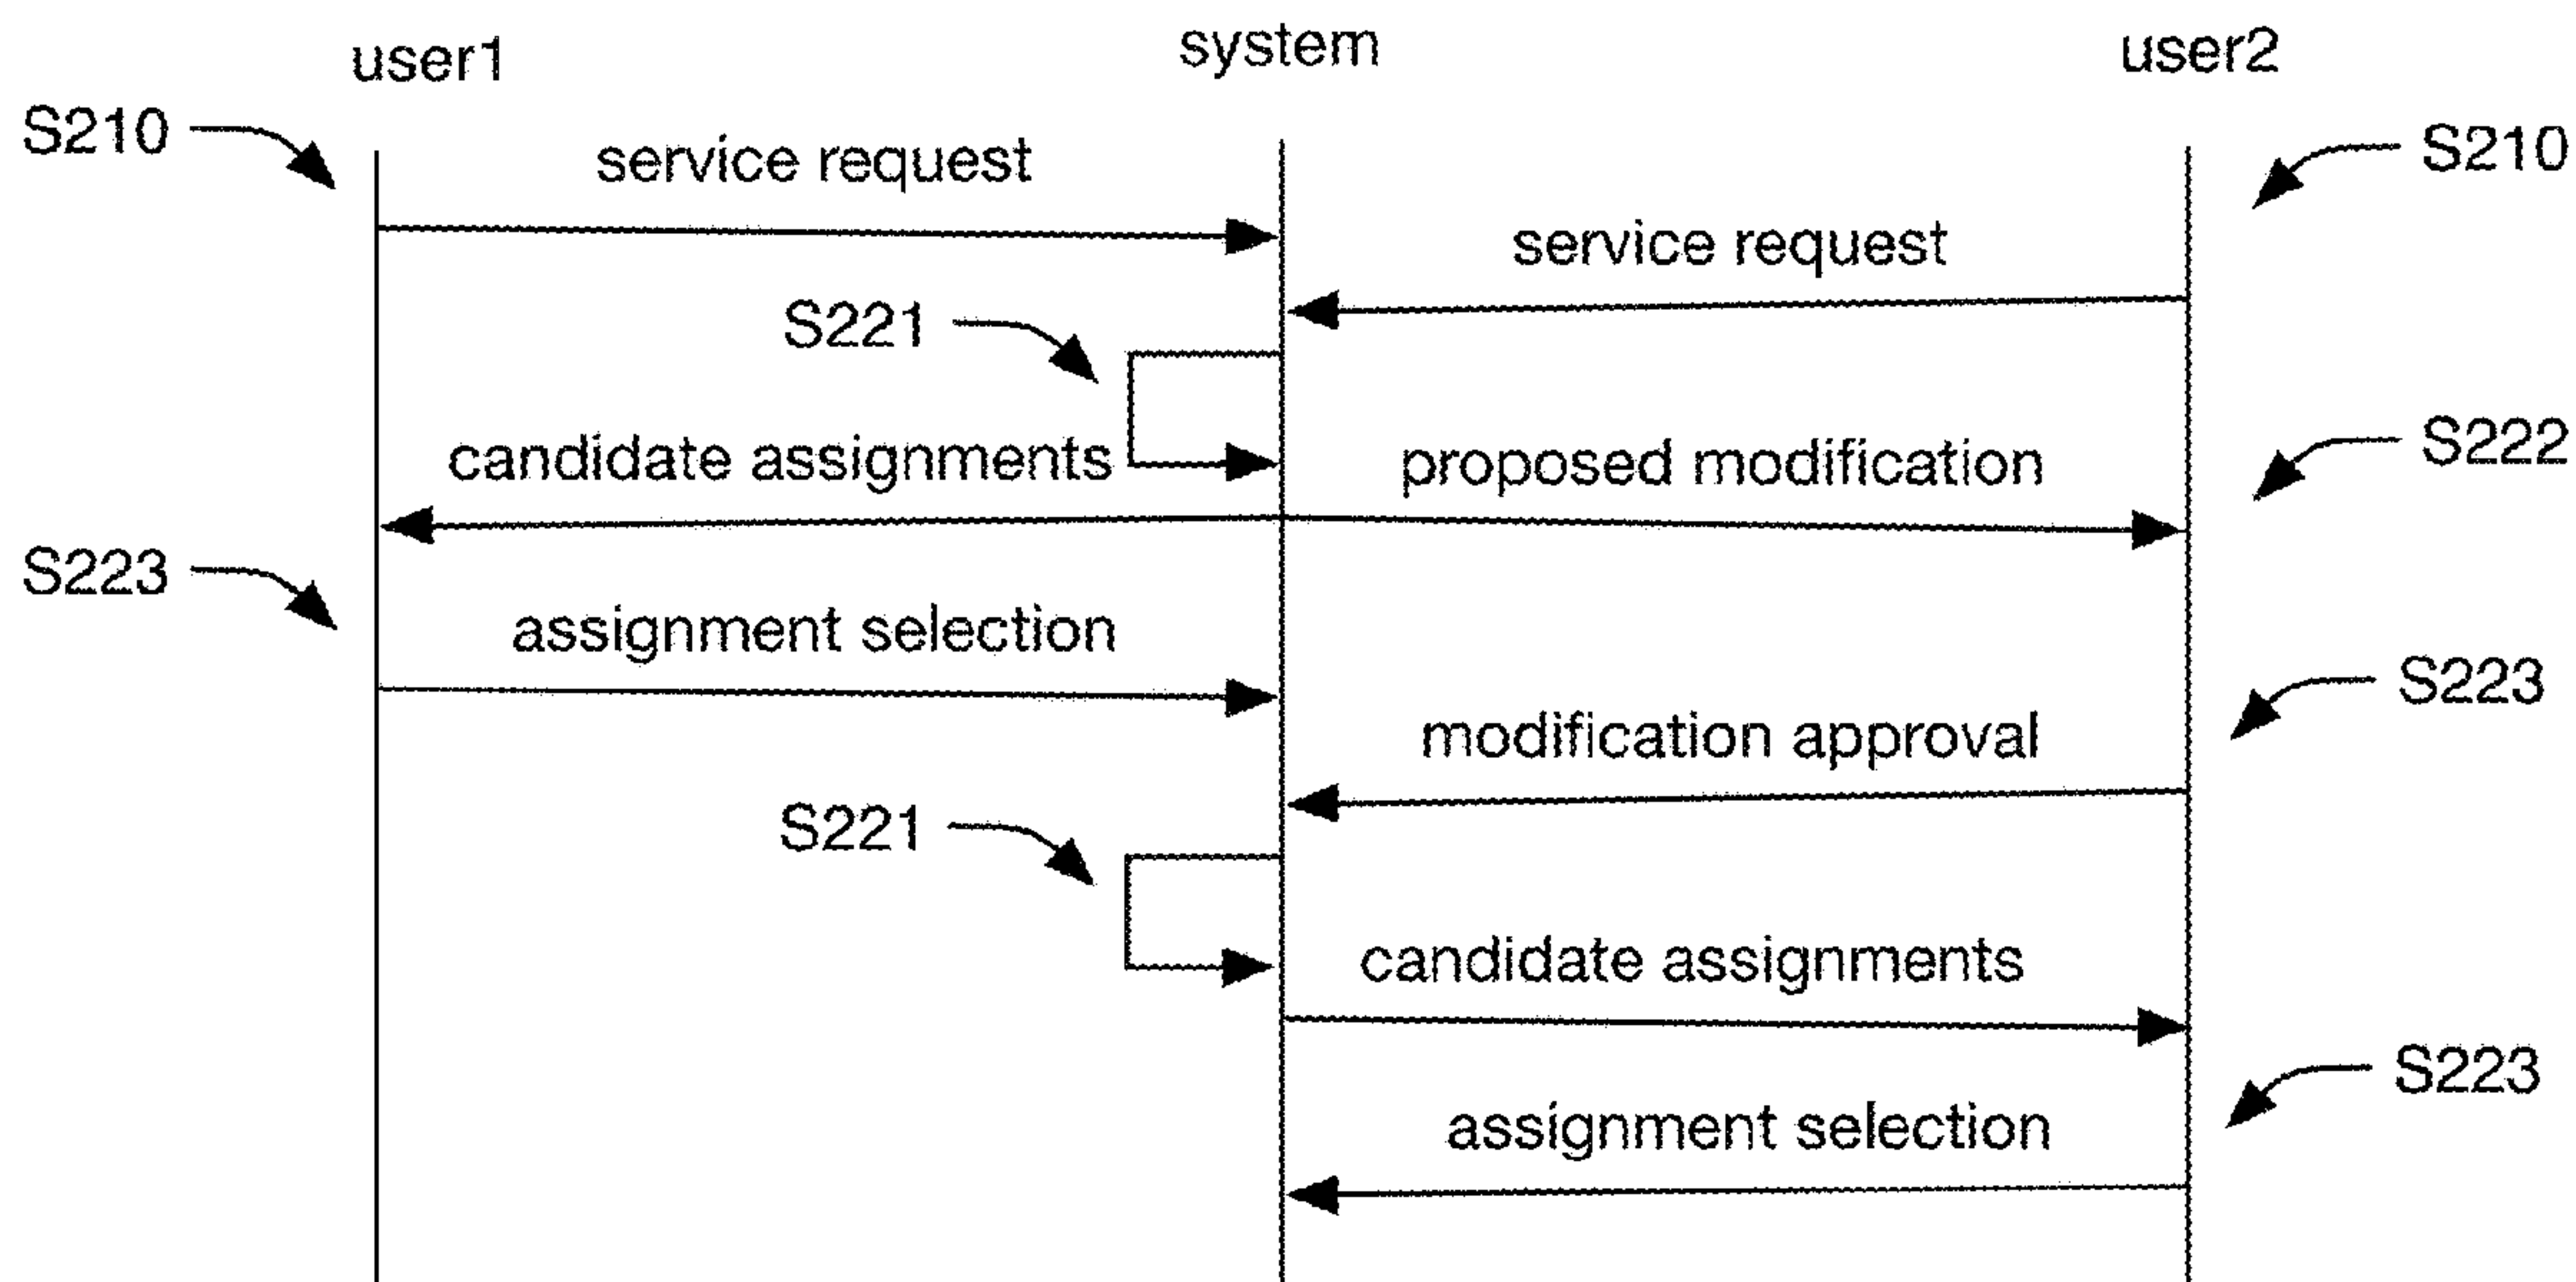 user1
system
user2
S210
service request
S210
service request
S221
candidate assignments
proposed modification
S222
S223
assignment selection
S223
modification approval
S221
candidate assignments
S223
assignment selection